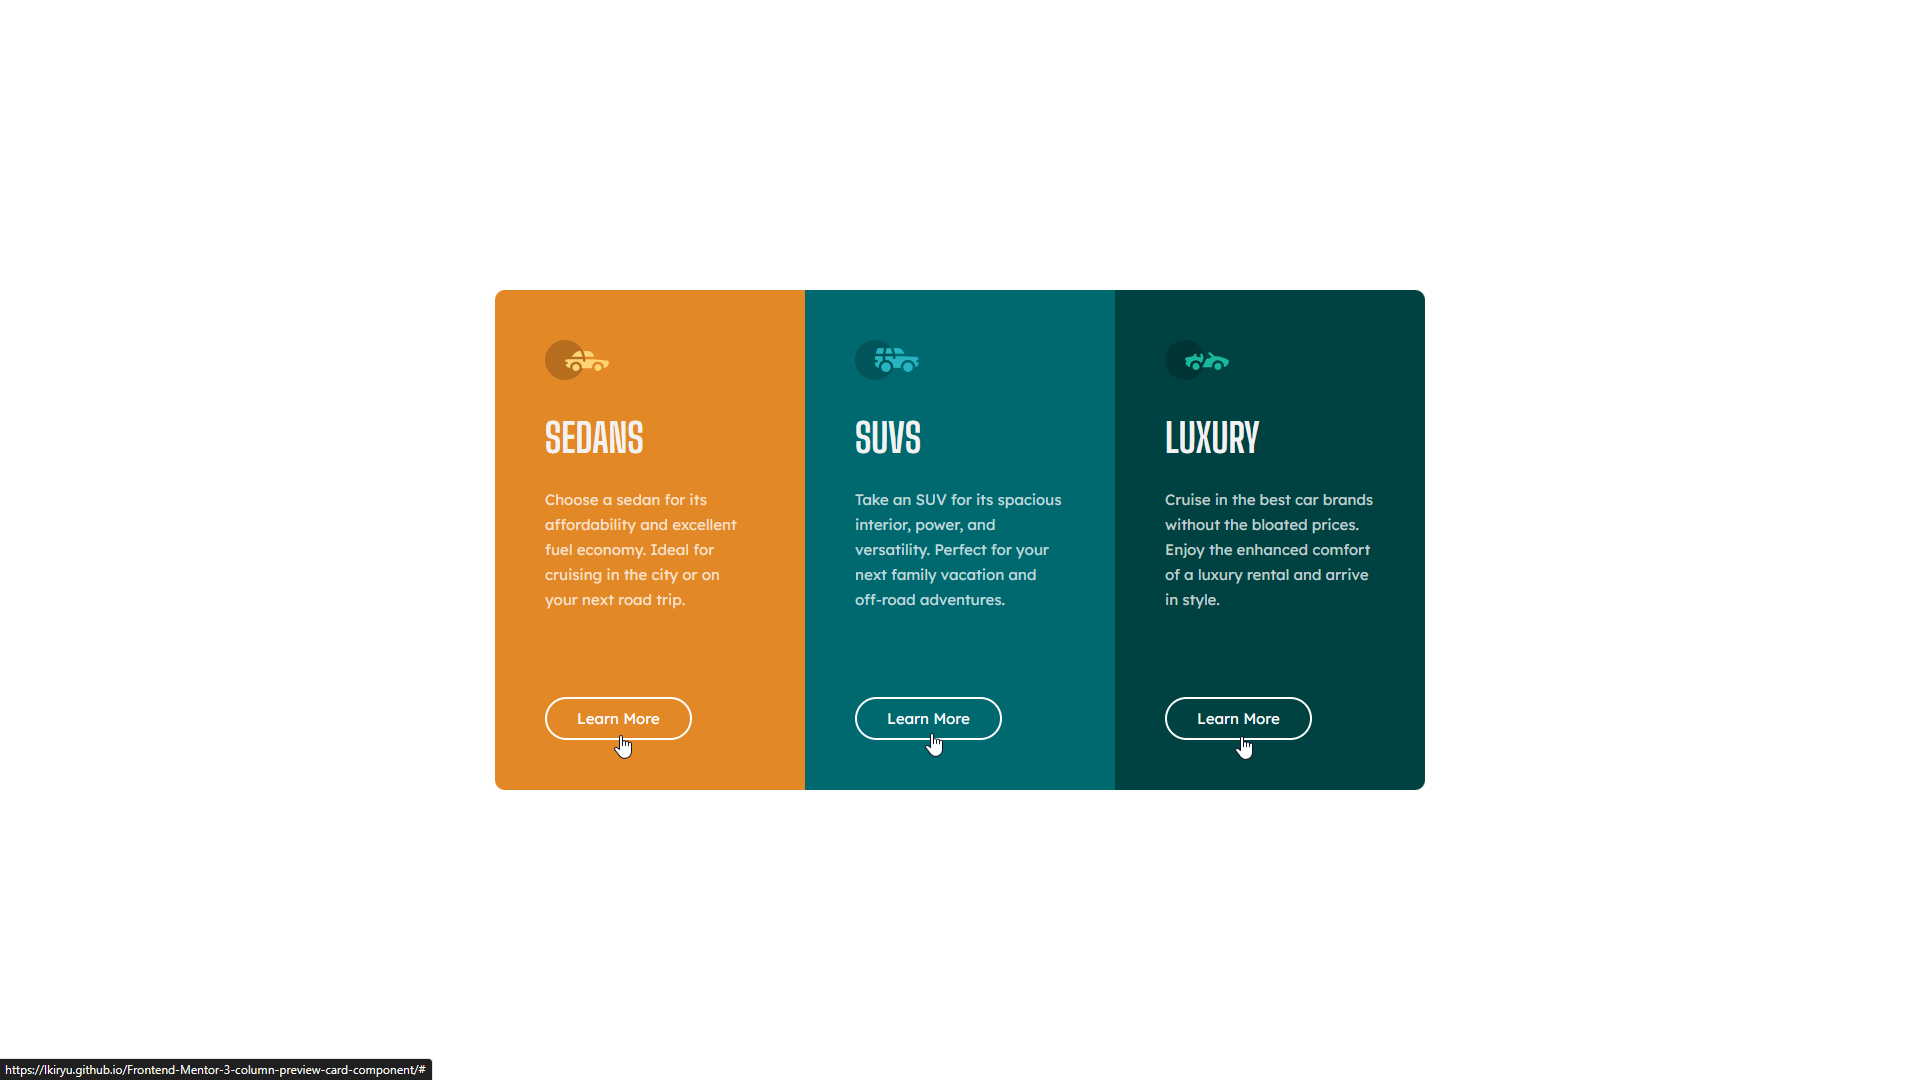 SEDANS
Choose a sedan for its
affordability and excellent
fuel economy. Ideal for
cruising in the city or on
your next road trip.
Learn More
SUVS
Take an SUV for its spacious
interior, power, and
versatility. Perfect for your
next family vacation and
off-road adventures.
Learn More
LUXURY
Cruise in the best car brands
without the bloated prices.
Enjoy the enhanced comfort
of a luxury rental and arrive
in style.
Learn More
https://lkiryu.github.io/Frontend-Mentor-3-column-preview-card-component/#